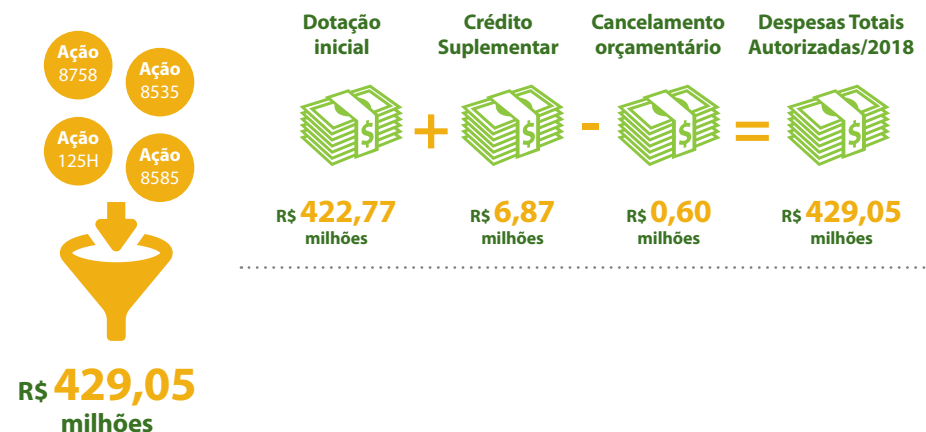 Ação
8758
Ação
8535
Ação
125H
Ação
8585
R$ 429,05
milhões
Dotação
inicial
Crédito
Suplementar
Cancelamento
orçamentário
Despesas Totais
Autorizadas/2018
$ + $ - $ = $
R$ 422,77
milhões
R$ 6,87
milhões
R$ 0,60
milhões
R$ 429,05
milhões